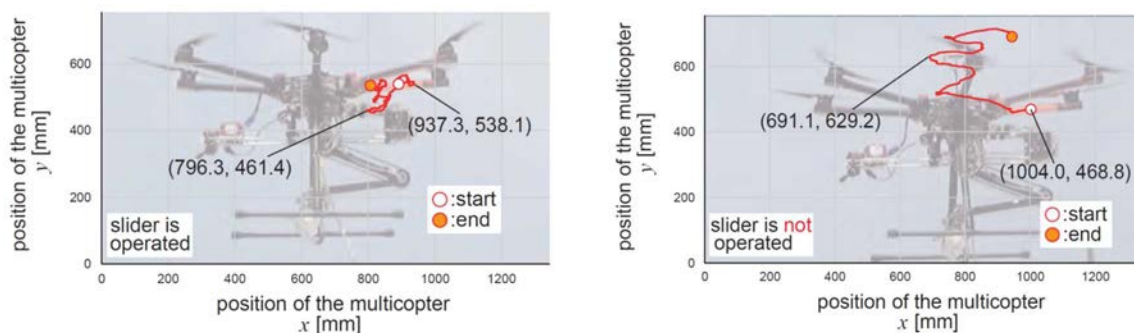 position of the multicopter
y [mm]
600
400
200
0
(937.3, 538.1)
(796.3, 461.4)
slider is
operated
:start
:end
0 200 400 600 800 1000 1200
position of the multicopter
x [mm]
position of the multicopter
y [mm]
600
400
200
0
(691.1, 629.2)
(1004.0, 468.8)
slider is not
operated
:start
:end
0 200 400 600 800 1000 1200
position of the multicopter
x [mm]